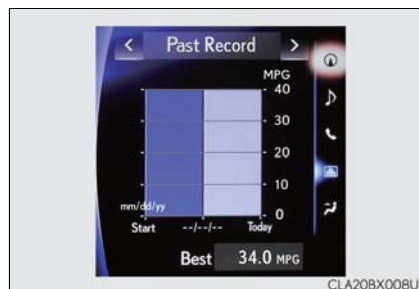 < Past Record >
MPG
40
30
20
10
0
mm/dd/yy
Start --/--/-- Today
Best 34.0 MPG
CLA20BX008U